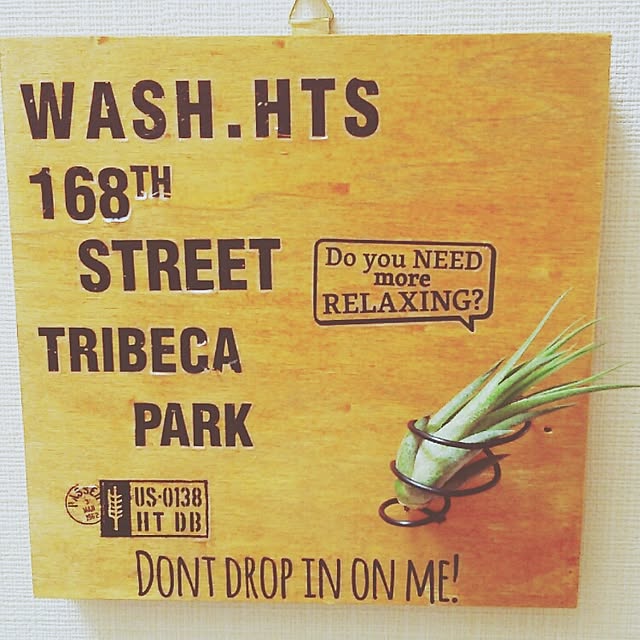 WASH.HTS
168TH
STREET
TRIBECA
PARK
Do you NEED
more
RELAXING?
PASSED
US-0138
HT DB
DONT DROP IN ON ME!